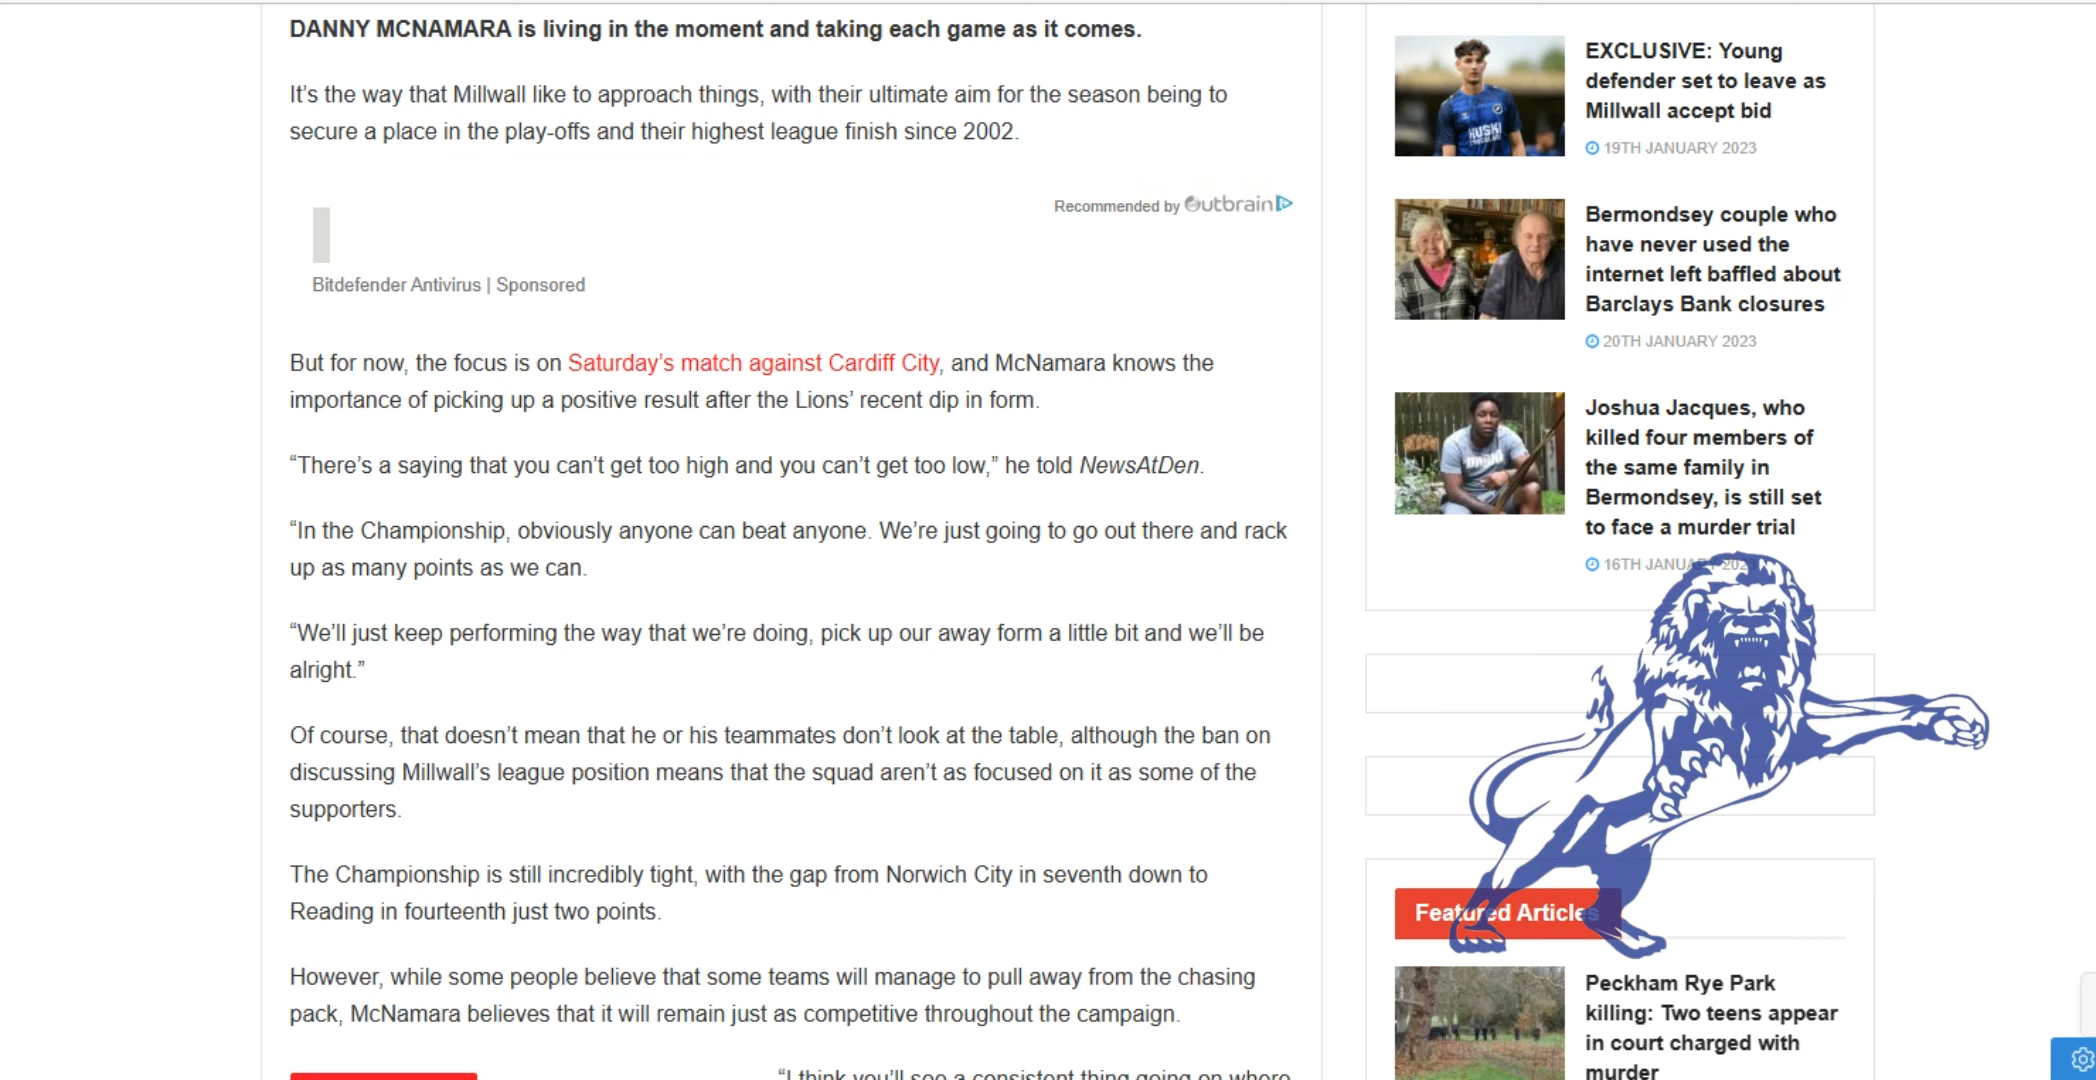 DANNY MCNAMARA is living in the moment and taking each game as it comes.
It’s the way that Millwall like to approach things, with their ultimate aim for the season being to
secure a place in the play-offs and their highest league finish since 2002.
Recommended by Outbrain
Bitdefender Antivirus | Sponsored
But for now, the focus is on Saturday’s match against Cardiff City, and McNamara knows the
importance of picking up a positive result after the Lions’ recent dip in form.
“There’s a saying that you can’t get too high and you can’t get too low,” he told NewsAtDen.
“In the Championship, obviously anyone can beat anyone. We’re just going to go out there and rack
up as many points as we can.
“We’ll just keep performing the way that we’re doing, pick up our away form a little bit and we’ll be
alright.”
Of course, that doesn’t mean that he or his teammates don’t look at the table, although the ban on
discussing Millwall’s league position means that the squad aren’t as focused on it as some of the
supporters.
The Championship is still incredibly tight, with the gap from Norwich City in seventh down to
Reading in fourteenth just two points.
However, while some people believe that some teams will manage to pull away from the chasing
pack, McNamara believes that it will remain just as competitive throughout the campaign.
“I think you’ll see a consistent thing going on where
EXCLUSIVE: Young
defender set to leave as
Millwall accept bid
19TH JANUARY 2023
HUSKI
Bermondsey couple who
have never used the
internet left baffled about
Barclays Bank closures
20TH JANUARY 2023
Joshua Jacques, who
killed four members of
the same family in
Bermondsey, is still set
to face a murder trial
16TH JANUARY 2023
Featured Articles
Peckham Rye Park
killing: Two teens appear
in court charged with
murder